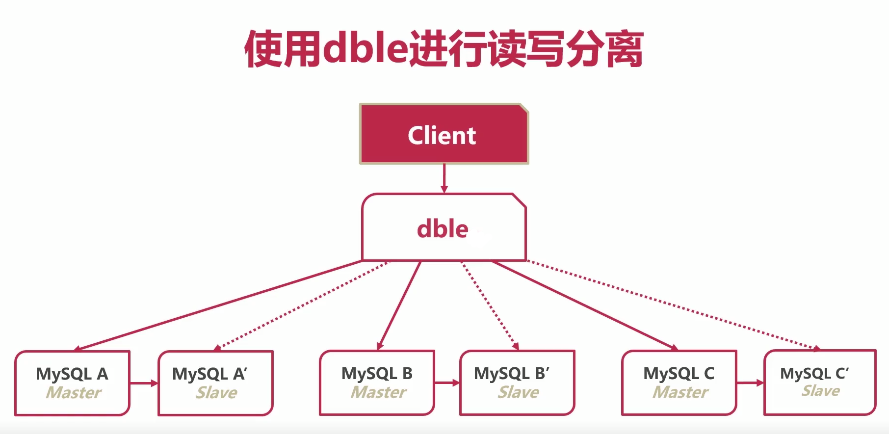 使用dble进行读写分离
Client
dble
MySQL A
Master
MySQL A‘
Slave
MySQL B
Master
MySQL B’
Slave
MySQL C
Master
MySQL C‘
Slave